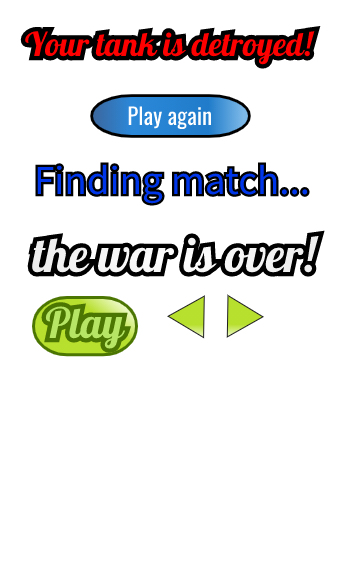 Your tank is detroyed!
Play again
Finding match...
the war is over!
Play